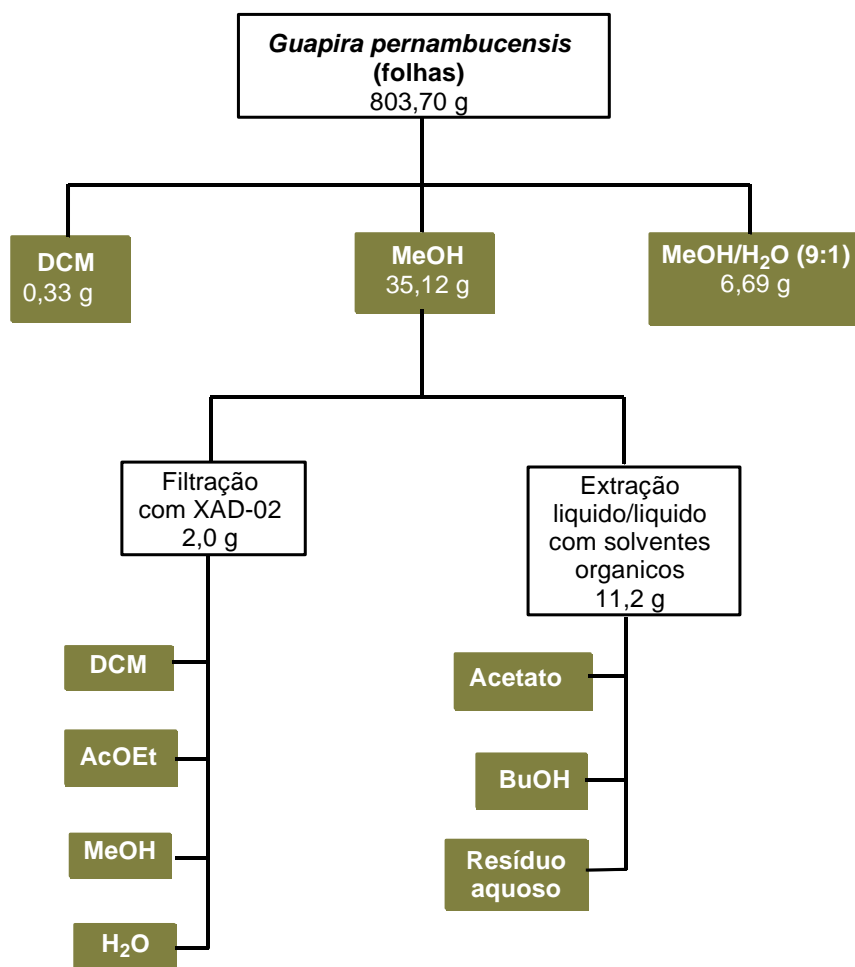 Guapira pernambucensis
(folhas)
803,70 g
DCM
0,33 g
MeOH
35,12 g
MeOH/H₂O (9:1)
6,69 g
Filtração
com XAD-02
2,0 g
DCM
AcOEt
MeOH
H₂O
Extração
liquido/liquido
com solventes
organicos
11,2 g
Acetato
BuOH
Resíduo
aquoso